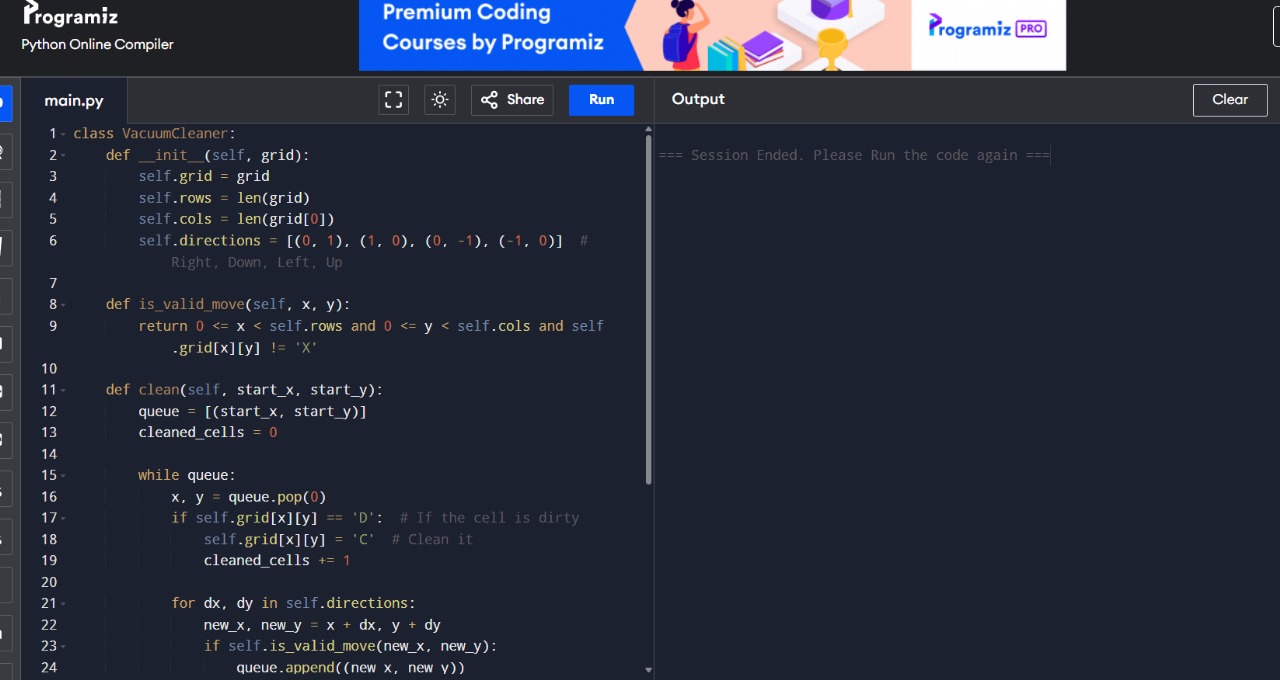 Programiz
Python Online Compiler
Premium Coding
Courses by Programiz
Programiz PRO
main.py
Share
Run
Output
Clear
1 class VacuumCleaner:
2 def __init__(self, grid):
3 self.grid = grid
4 self.rows = len(grid)
5 self.cols = len(grid[0])
6 self.directions = [(0, 1), (1, 0), (0, -1), (-1, 0)]  #
Right, Down, Left, Up
7
8 def is_valid_move(self, x, y):
9 return 0 <= x < self.rows and 0 <= y < self.cols and self
.grid[x][y] != 'X'
10
11 def clean(self, start_x, start_y):
12 queue = [(start_x, start_y)]
13 cleaned_cells = 0
14
15 while queue:
16 x, y = queue.pop(0)
17 if self.grid[x][y] == 'D':  # If the cell is dirty
18 self.grid[x][y] = 'C'  # Clean it
19 cleaned_cells += 1
20
21 for dx, dy in self.directions:
22 new_x, new_y = x + dx, y + dy
23 if self.is_valid_move(new_x, new_y):
24 queue.append((new_x, new_y))
=== Session Ended. Please Run the code again ===